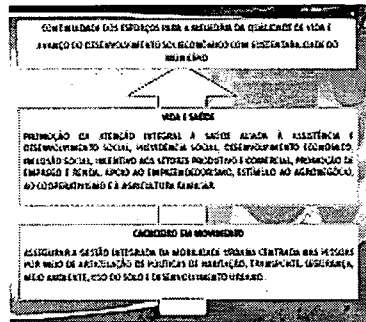 CONTINUIDADE DOS ESFORÇOS PARA A MELHORIA DA QUALIDADE DE VIDA E
AVANÇO DO DESENVOLVIMENTO SOCIOECONÔMICO COM SUSTENTABILIDADE DO
MUNICÍPIO
VIDA E SAÚDE
PROMOÇÃO DA ATENÇÃO INTEGRAL À SAÚDE ALIADA À ASSISTÊNCIA E
DESENVOLVIMENTO SOCIAL, PREVIDÊNCIA SOCIAL, DESENVOLVIMENTO ECONÔMICO,
INCLUSÃO SOCIAL, INCENTIVO AOS SETORES PRODUTIVO E COMERCIAL, PROMOÇÃO DE
EMPREGO E RENDA, APOIO AO EMPREENDEDORISMO, ESTÍMULO AO AGRONEGÓCIO,
AO COOPERATIVISMO E À AGRICULTURA FAMILIAR.
CACHOEIRO EM MOVIMENTO
ASSEGURAR A GESTÃO INTEGRADA DA MOBILIDADE URBANA CENTRADA NAS PESSOAS
POR MEIO DE ARTICULAÇÃO DE POLÍTICAS DE HABITAÇÃO, TRANSPORTE, SEGURANÇA,
MEIO AMBIENTE, USO DO SOLO E DESENVOLVIMENTO URBANO.